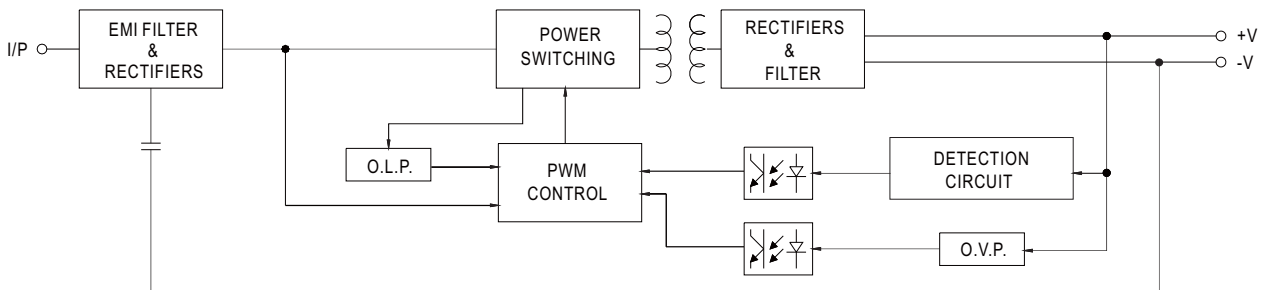 I/P
EMI FILTER
&
RECTIFIERS
POWER
SWITCHING
RECTIFIERS
&
FILTER
+V
-V
O.L.P.
PWM
CONTROL
DETECTION
CIRCUIT
O.V.P.